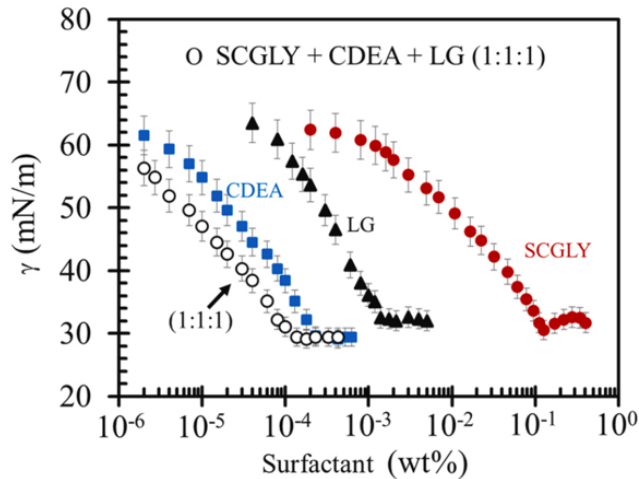 80
O SCGLY + CDEA + LG (1:1:1)
70
60
CDEA
50
LG
SCGLY
40
(1:1:1)
30
20
γ (mN/m)
10⁻⁶ 10⁻⁵ 10⁻⁴ 10⁻³ 10⁻² 10⁻¹ 10⁰
Surfactant (wt%)